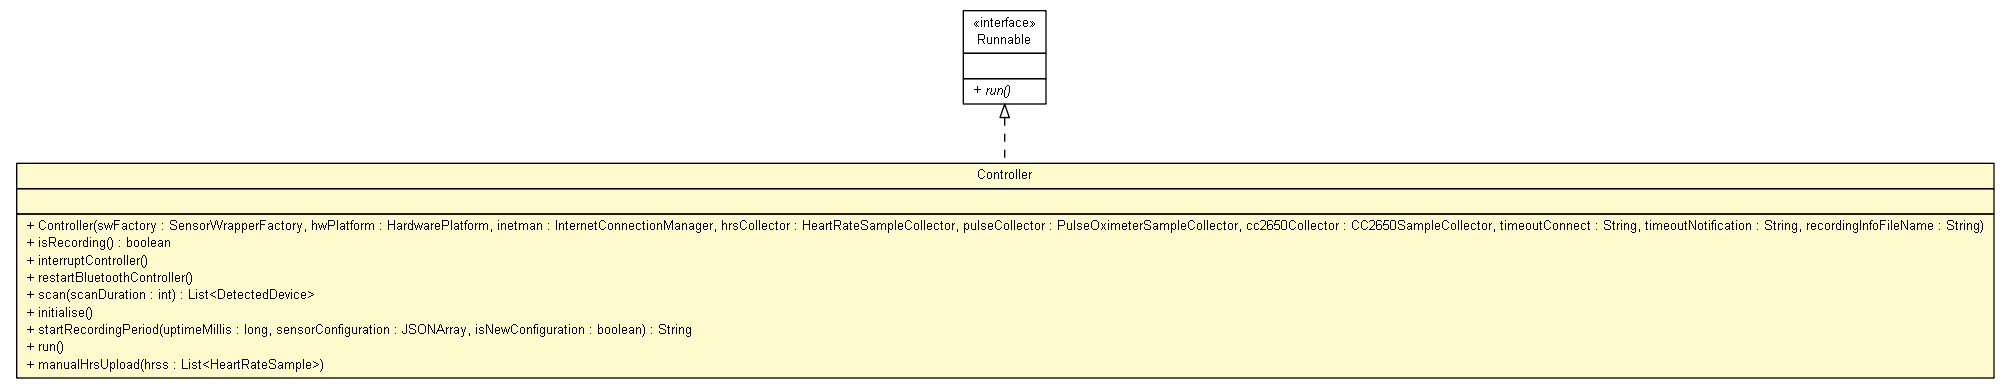 «interface»
Runnable
+ run()
Controller
+ Controller(swFactory : SensorWrapperFactory, hwPlatform : HardwarePlatform, inetman : InternetConnectionManager, hrsCollector : HeartRateSampleCollector, pulseCollector : PulseOximeterSampleCollector, cc2650Collector : CC2650SampleCollector, timeoutConnect : String, timeoutNotification : String, recordingInfoFileName : String)
+ isRecording() : boolean
+ interruptController()
+ restartBluetoothController()
+ scan(scanDuration : int) : List<DetectedDevice>
+ initialise()
+ startRecordingPeriod(uptimeMillis : long, sensorConfiguration : JSONArray, isNewConfiguration : boolean) : String
+ run()
+ manualHrsUpload(hrss : List<HeartRateSample>)